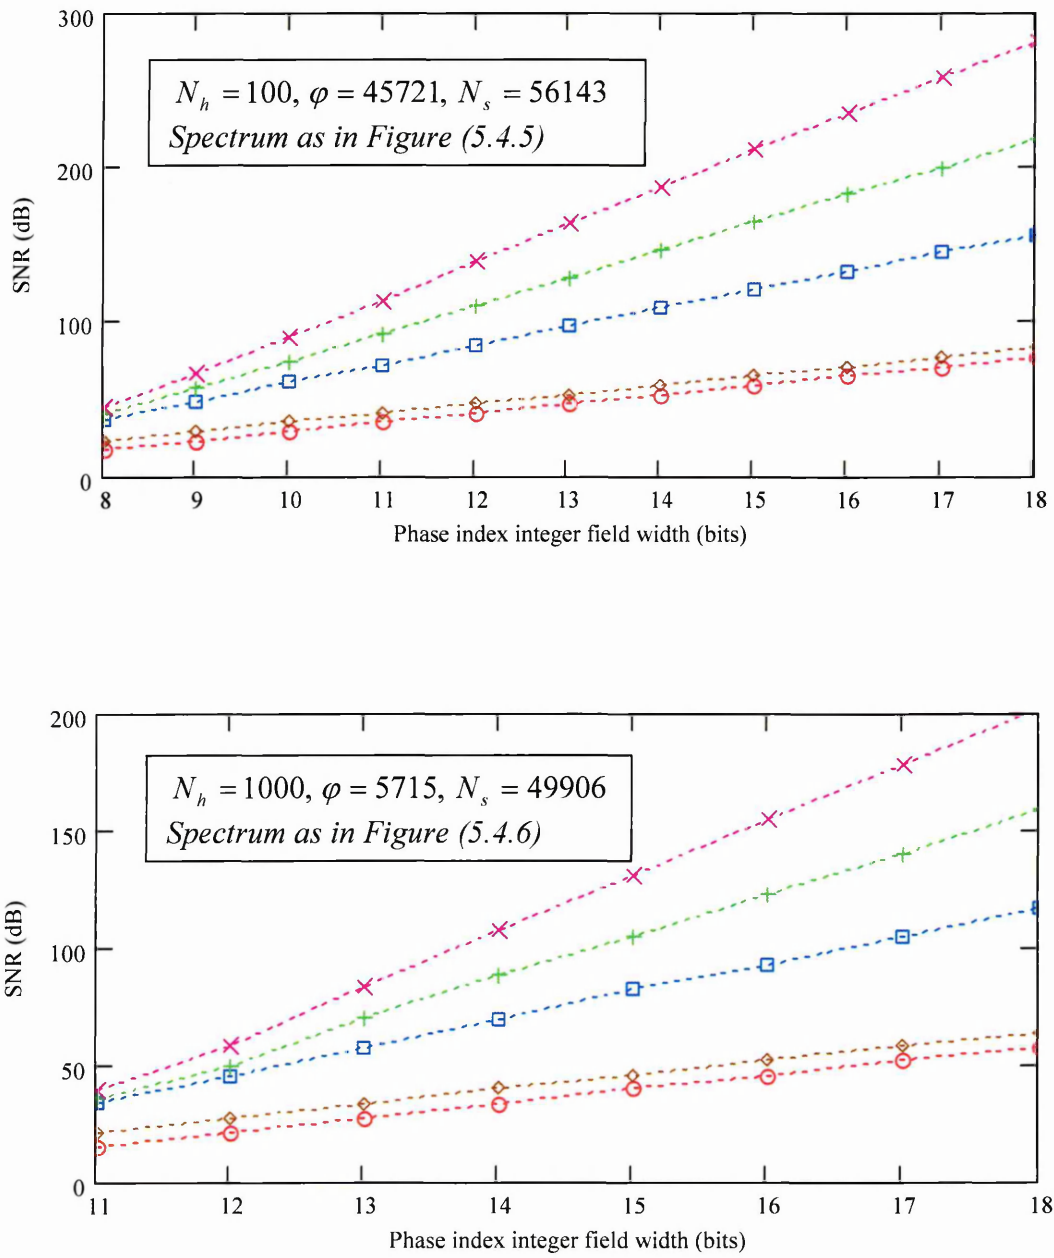 300
200
100
0
SNR (dB)
N_h = 100, φ = 45721, N_s = 56143
Spectrum as in Figure (5.4.5)
8 9 10 11 12 13 14 15 16 17 18
Phase index integer field width (bits)
200
150
100
50
0
SNR (dB)
N_h = 1000, φ = 5715, N_s = 49906
Spectrum as in Figure (5.4.6)
11 12 13 14 15 16 17 18
Phase index integer field width (bits)